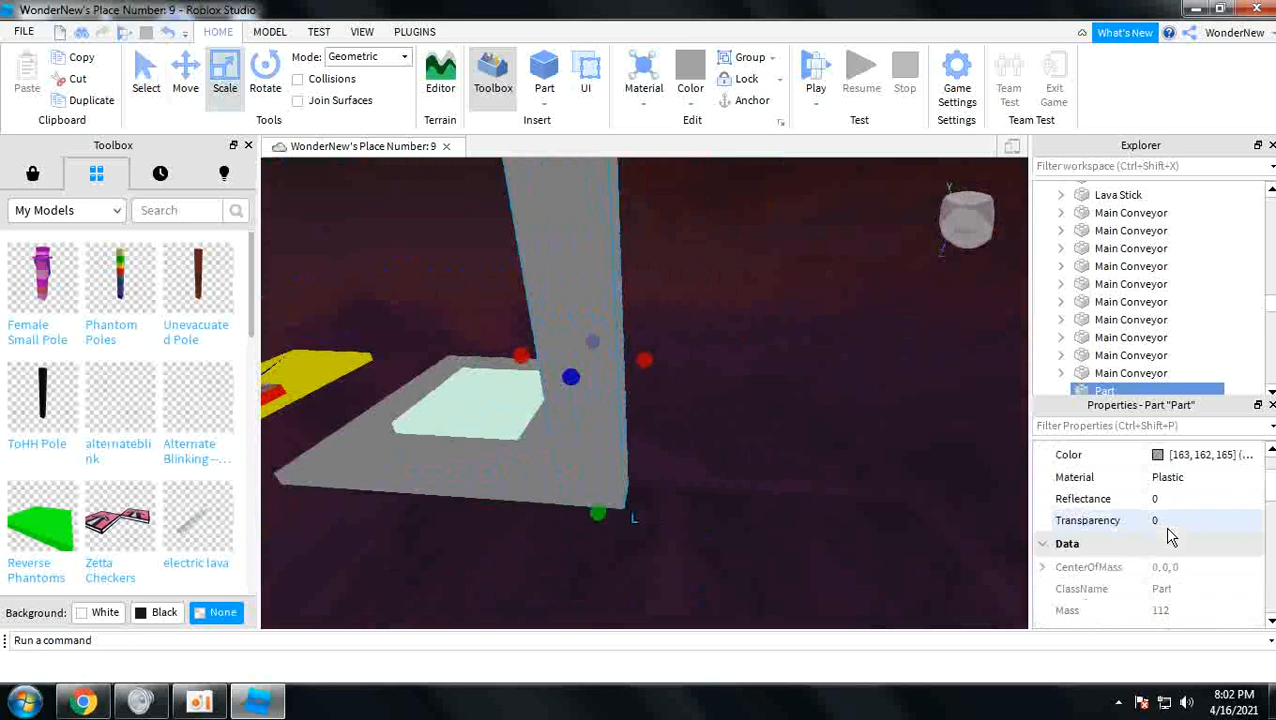 WonderNew's Place Number: 9 - Roblox Studio
FILE
HOME
MODEL
TEST
VIEW
PLUGINS
What's New
WonderNew
Paste
Copy
Cut
Duplicate
Clipboard
Select
Move
Scale
Rotate
Mode: Geometric
Collisions
Join Surfaces
Tools
Editor
Terrain
Toolbox
Part
UI
Insert
Material
Color
Group
Lock
Anchor
Edit
Play
Resume
Stop
Test
Game
Settings
Settings
Team
Test
Exit
Game
Team Test
Toolbox
My Models
Search
Female
Small Pole
Phantom
Poles
Unevacuate
d Pole
ToHH Pole
alternatebli
nk
Alternate
Blinking--...
Reverse
Phantoms
Zetta
Checkers
electric lava
Background:
White
Black
None
Run a command
WonderNew's Place Number: 9
Y
Z
L
Explorer
Filter workspace (Ctrl+Shift+X)
Lava Stick
Main Conveyor
Main Conveyor
Main Conveyor
Main Conveyor
Main Conveyor
Main Conveyor
Main Conveyor
Main Conveyor
Main Conveyor
Main Conveyor
Part
Properties - Part "Part"
Filter Properties (Ctrl+Shift+P)
Color [163, 162, 165] (...
Material Plastic
Reflectance 0
Transparency 0
Data
CenterOfMass 0, 0, 0
ClassName Part
Mass 112
8:02 PM
4/16/2021